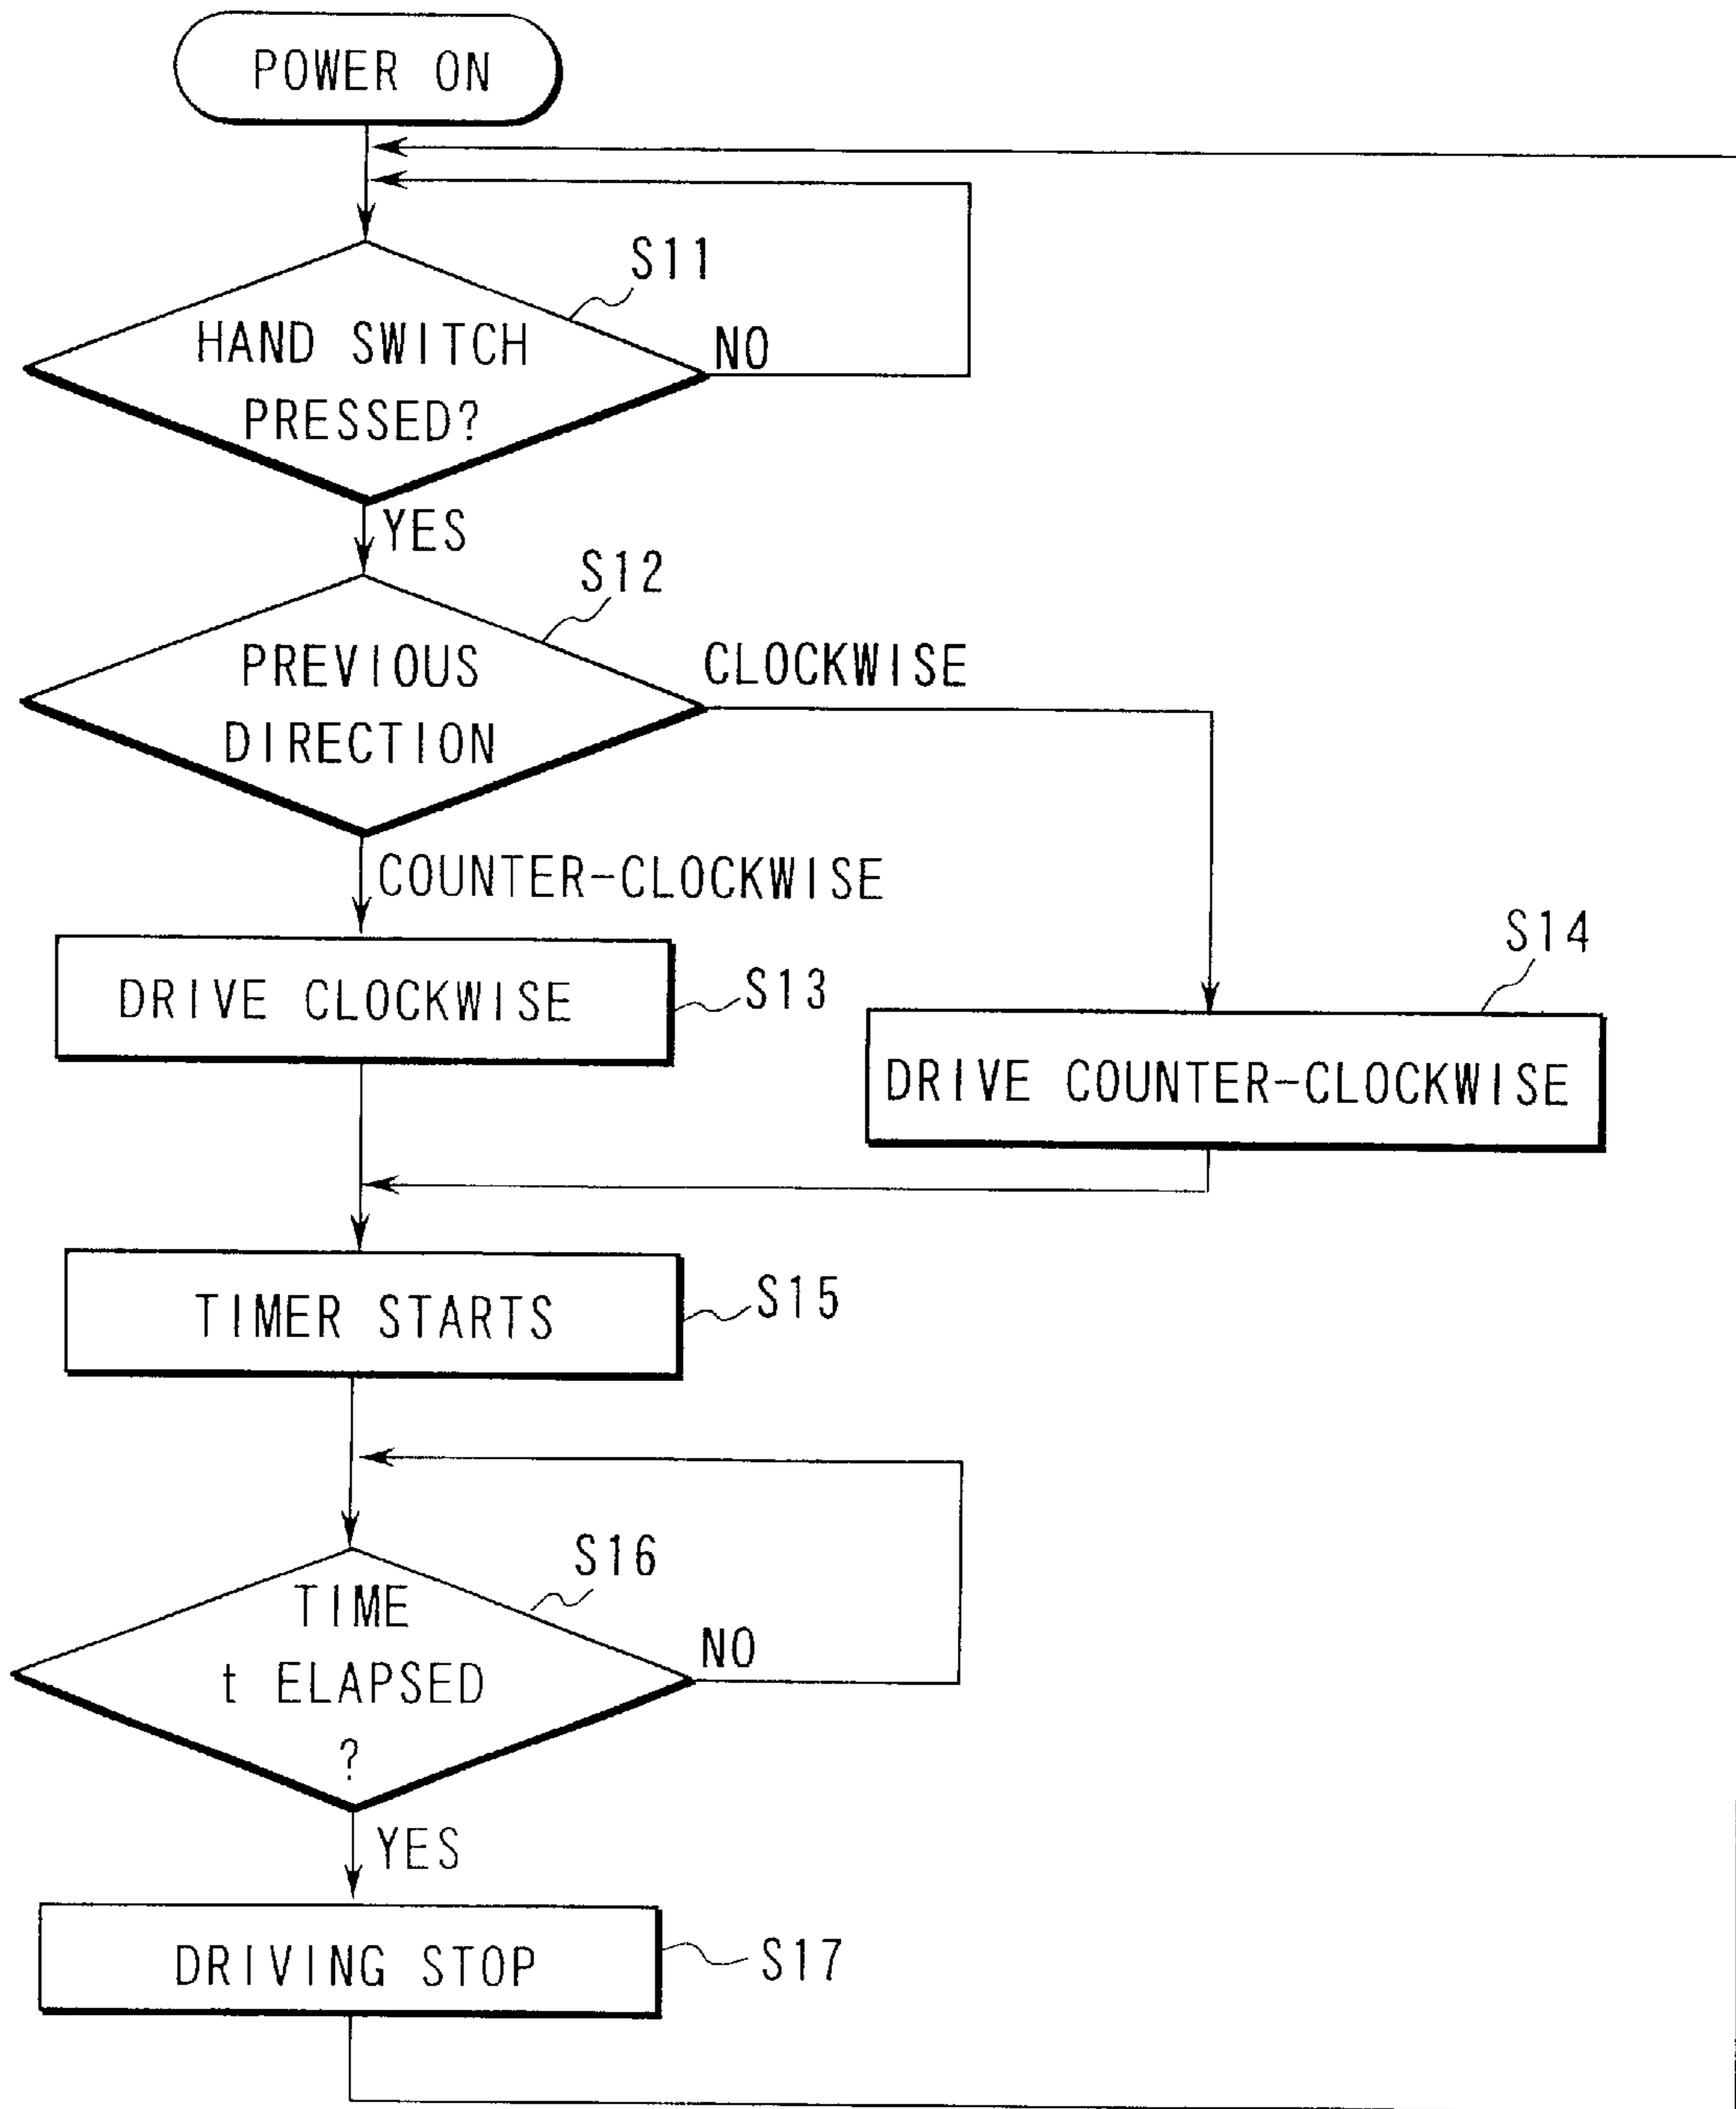 POWER ON
S11
HAND SWITCH
PRESSED?
NO
YES
S12
PREVIOUS
DIRECTION
CLOCKWISE
COUNTER-CLOCKWISE
DRIVE CLOCKWISE
S13
S14
DRIVE COUNTER-CLOCKWISE
TIMER STARTS
S15
S16
TIME
t ELAPSED
?
NO
YES
DRIVING STOP
S17